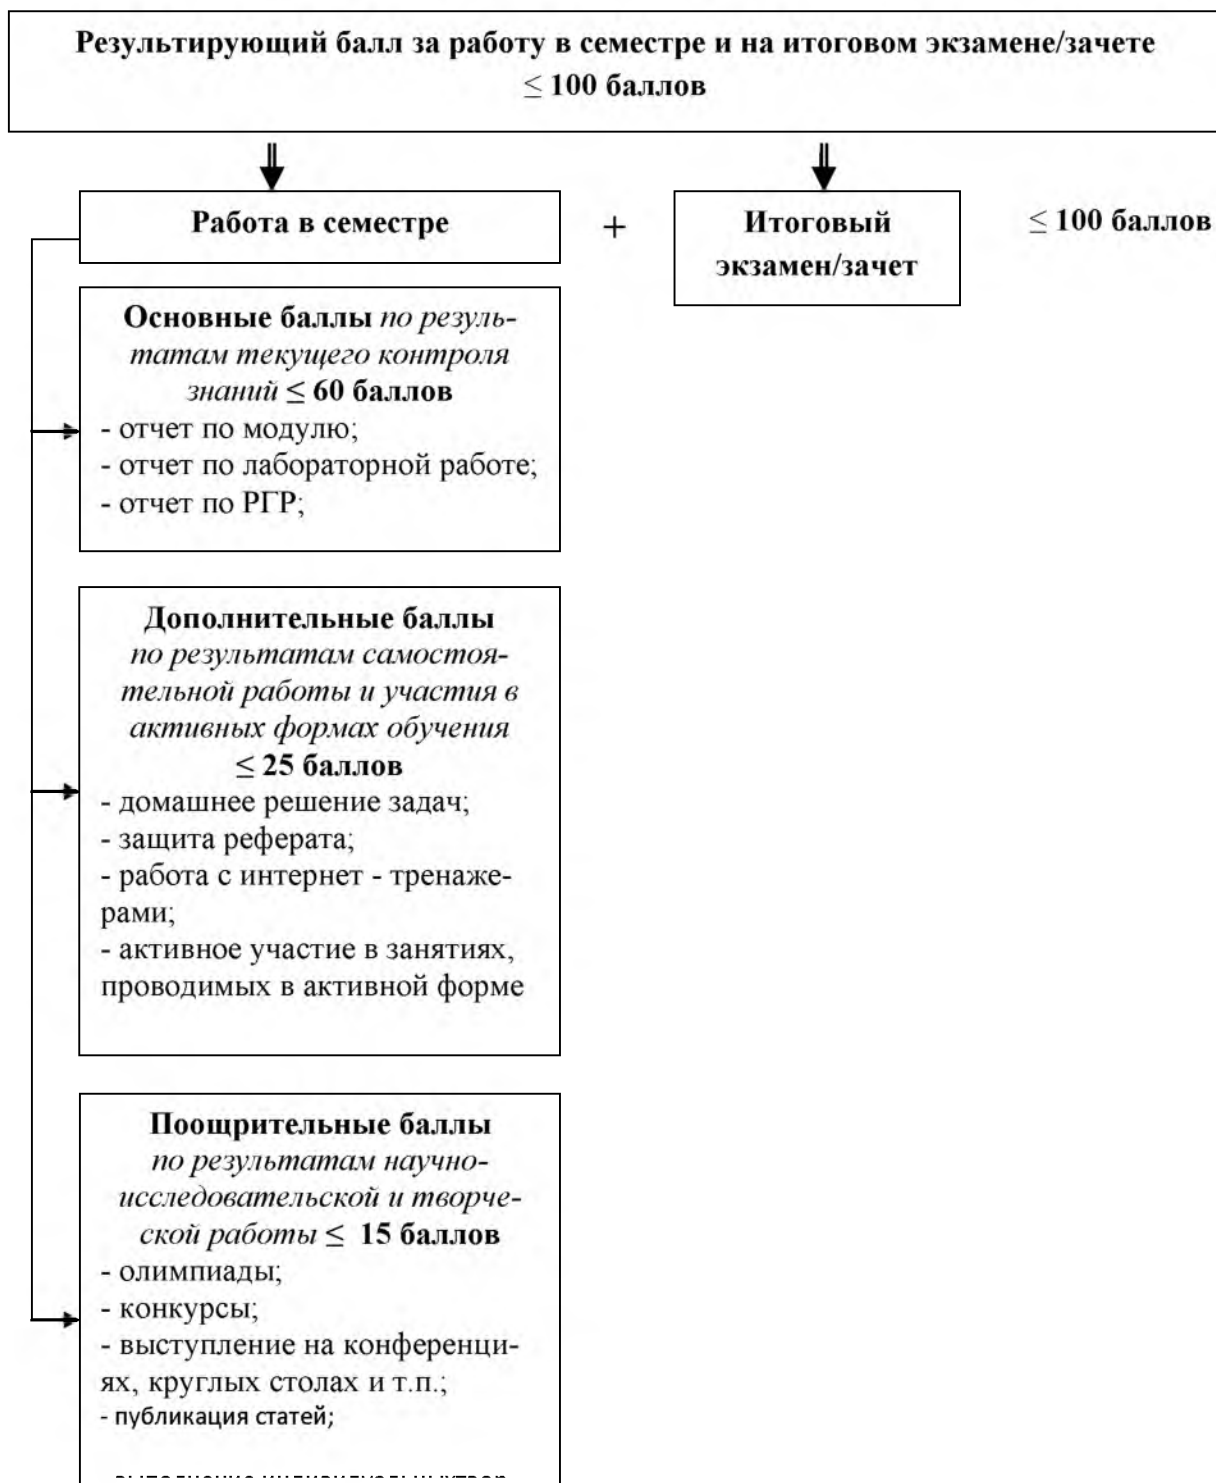 Результирующий балл за работу в семестре и на итоговом экзамене/зачете
≤ 100 баллов
Работа в семестре
+
Итоговый
экзамен/зачет
≤ 100 баллов
Основные баллы по резуль-
татам текущего контроля
знаний ≤ 60 баллов
- отчет по модулю;
- отчет по лабораторной работе;
- отчет по РГР;
Дополнительные баллы
по результатам самостоя-
тельной работы и участия в
активных формах обучения
≤ 25 баллов
- домашнее решение задач;
- защита реферата;
- работа с интернет - тренаже-
рами;
- активное участие в занятиях,
проводимых в активной форме
Поощрительные баллы
по результатам научно-
исследовательской и творче-
ской работы ≤ 15 баллов
- олимпиады;
- конкурсы;
- выступление на конференци-
ях, круглых столах и т.п.;
- публикация статей;